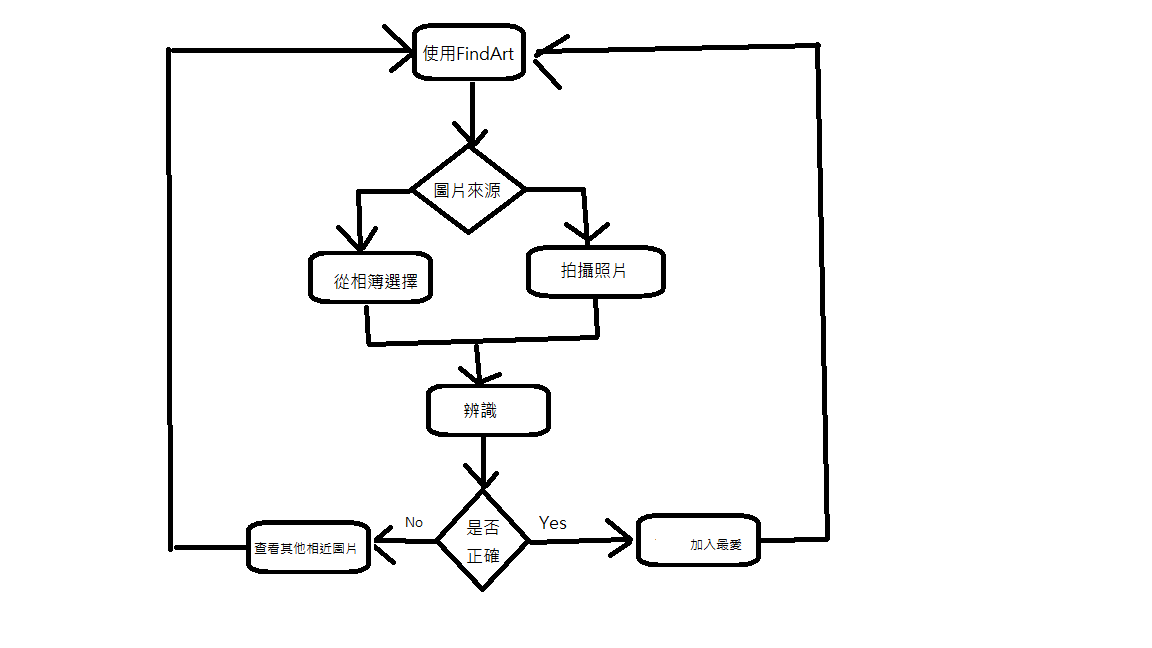 使用FindArt
圖片來源
從相簿選擇
拍攝照片
辨識
是否
正確
No
Yes
查看其他相近圖片
加入最愛